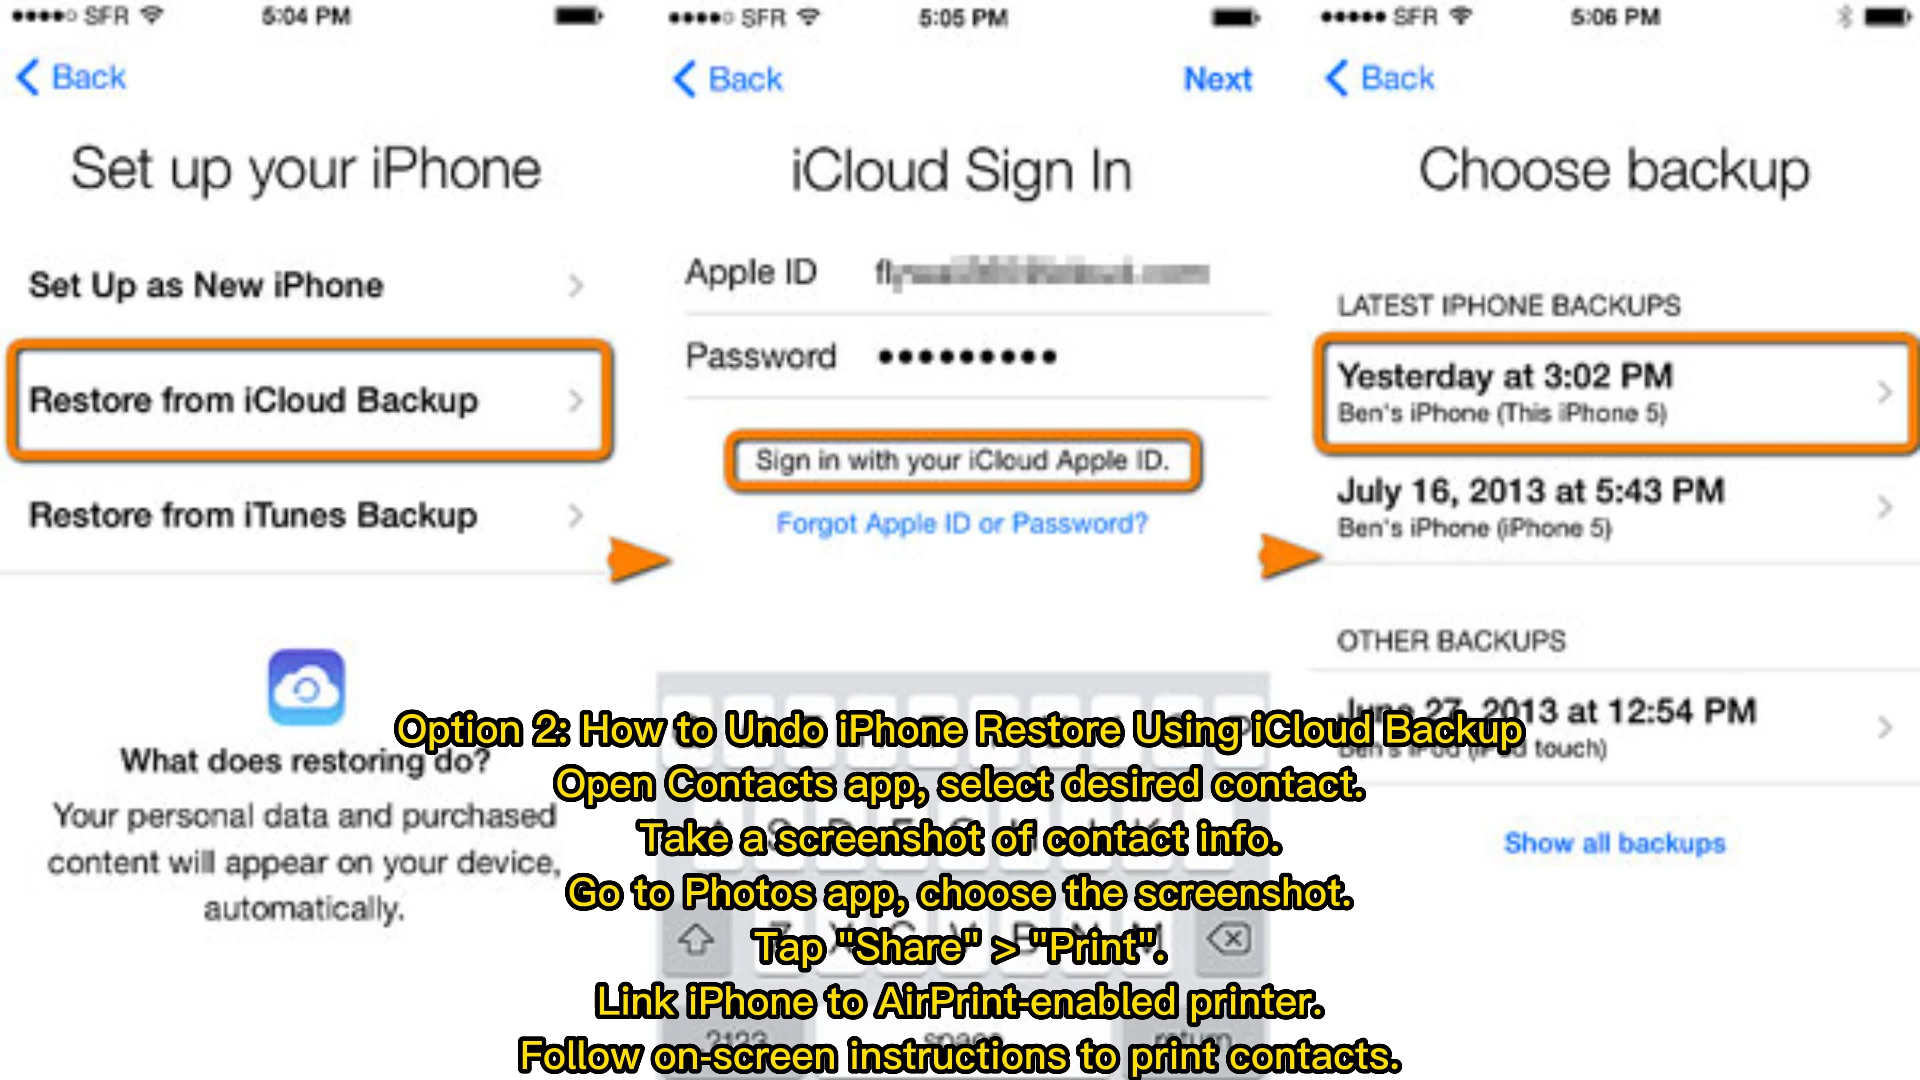 SFR 5:04 PM
Back
Set up your iPhone
Set Up as New iPhone
Restore from iCloud Backup
Restore from iTunes Backup
What does restoring do?
Your personal data and purchased
content will appear on your device,
automatically.
SFR 5:05 PM
Back Next
iCloud Sign In
Apple ID
Password
Sign in with your iCloud Apple ID.
Forgot Apple ID or Password?
SFR 5:06 PM
Back
Choose backup
LATEST IPHONE BACKUPS
Yesterday at 3:02 PM
Ben's iPhone (This iPhone 5)
July 16, 2013 at 5:43 PM
Ben's iPhone (iPhone 5)
OTHER BACKUPS
June 27, 2013 at 12:54 PM
Ben's iPod (iPod touch)
Show all backups
Option 2: How to Undo iPhone Restore Using iCloud Backup
Open Contacts app, select desired contact.
Take a screenshot of contact info.
Go to Photos app, choose the screenshot.
Tap "Share" > "Print".
Link iPhone to AirPrint-enabled printer.
Follow on-screen instructions to print contacts.